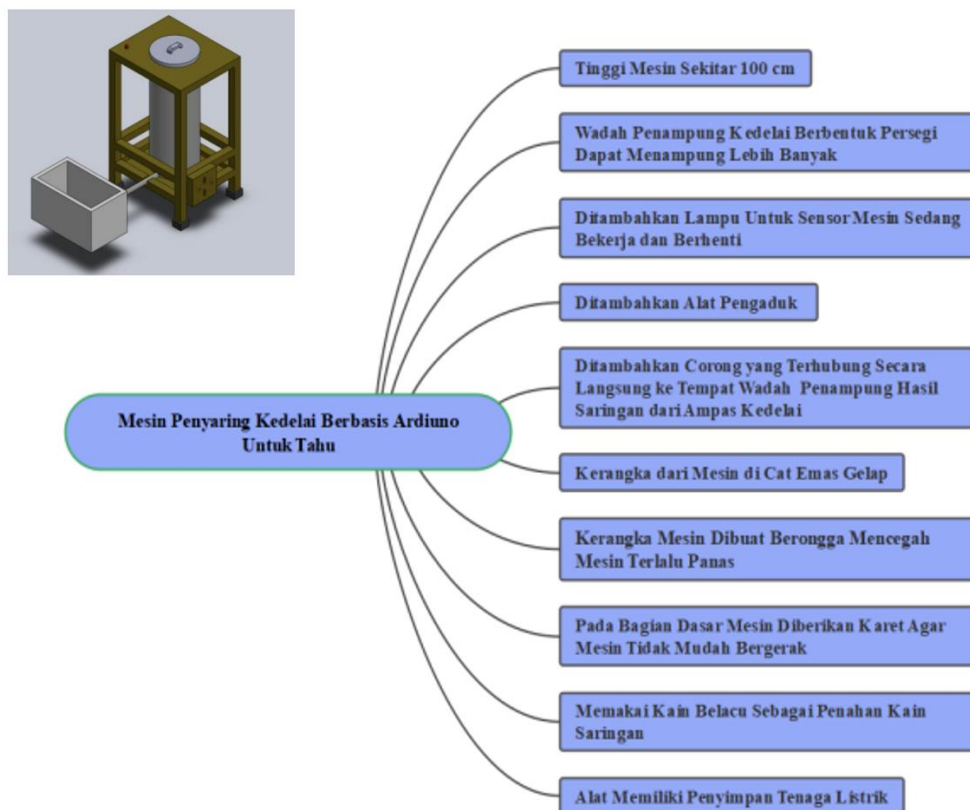 Tinggi Mesin Sekitar 100 cm
Wadah Penampung Kedelai Berbentuk Persegi
Dapat Menampung Lebih Banyak
Ditambahkan Lampu Untuk Sensor Mesin Sedang
Bekerja dan Berhenti
Ditambahkan Alat Pengaduk
Ditambahkan Corong yang Terhubung Secara
Langsung ke Tempat Wadah Penampung Hasil
Saringan dari Ampas Kedelai
Mesin Penyaring Kedelai Berbasis Ardiuno
Untuk Tahu
Kerangka dari Mesin di Cat Emas Gelap
Kerangka Mesin Dibuat Berongga Mencegah
Mesin Terlalu Panas
Pada Bagian Dasar Mesin Diberikan Karet Agar
Mesin Tidak Mudah Bergerak
Memakai Kain Belacu Sebagai Penahan Kain
Saringan
Alat Memiliki Penyimpan Tenaga Listrik